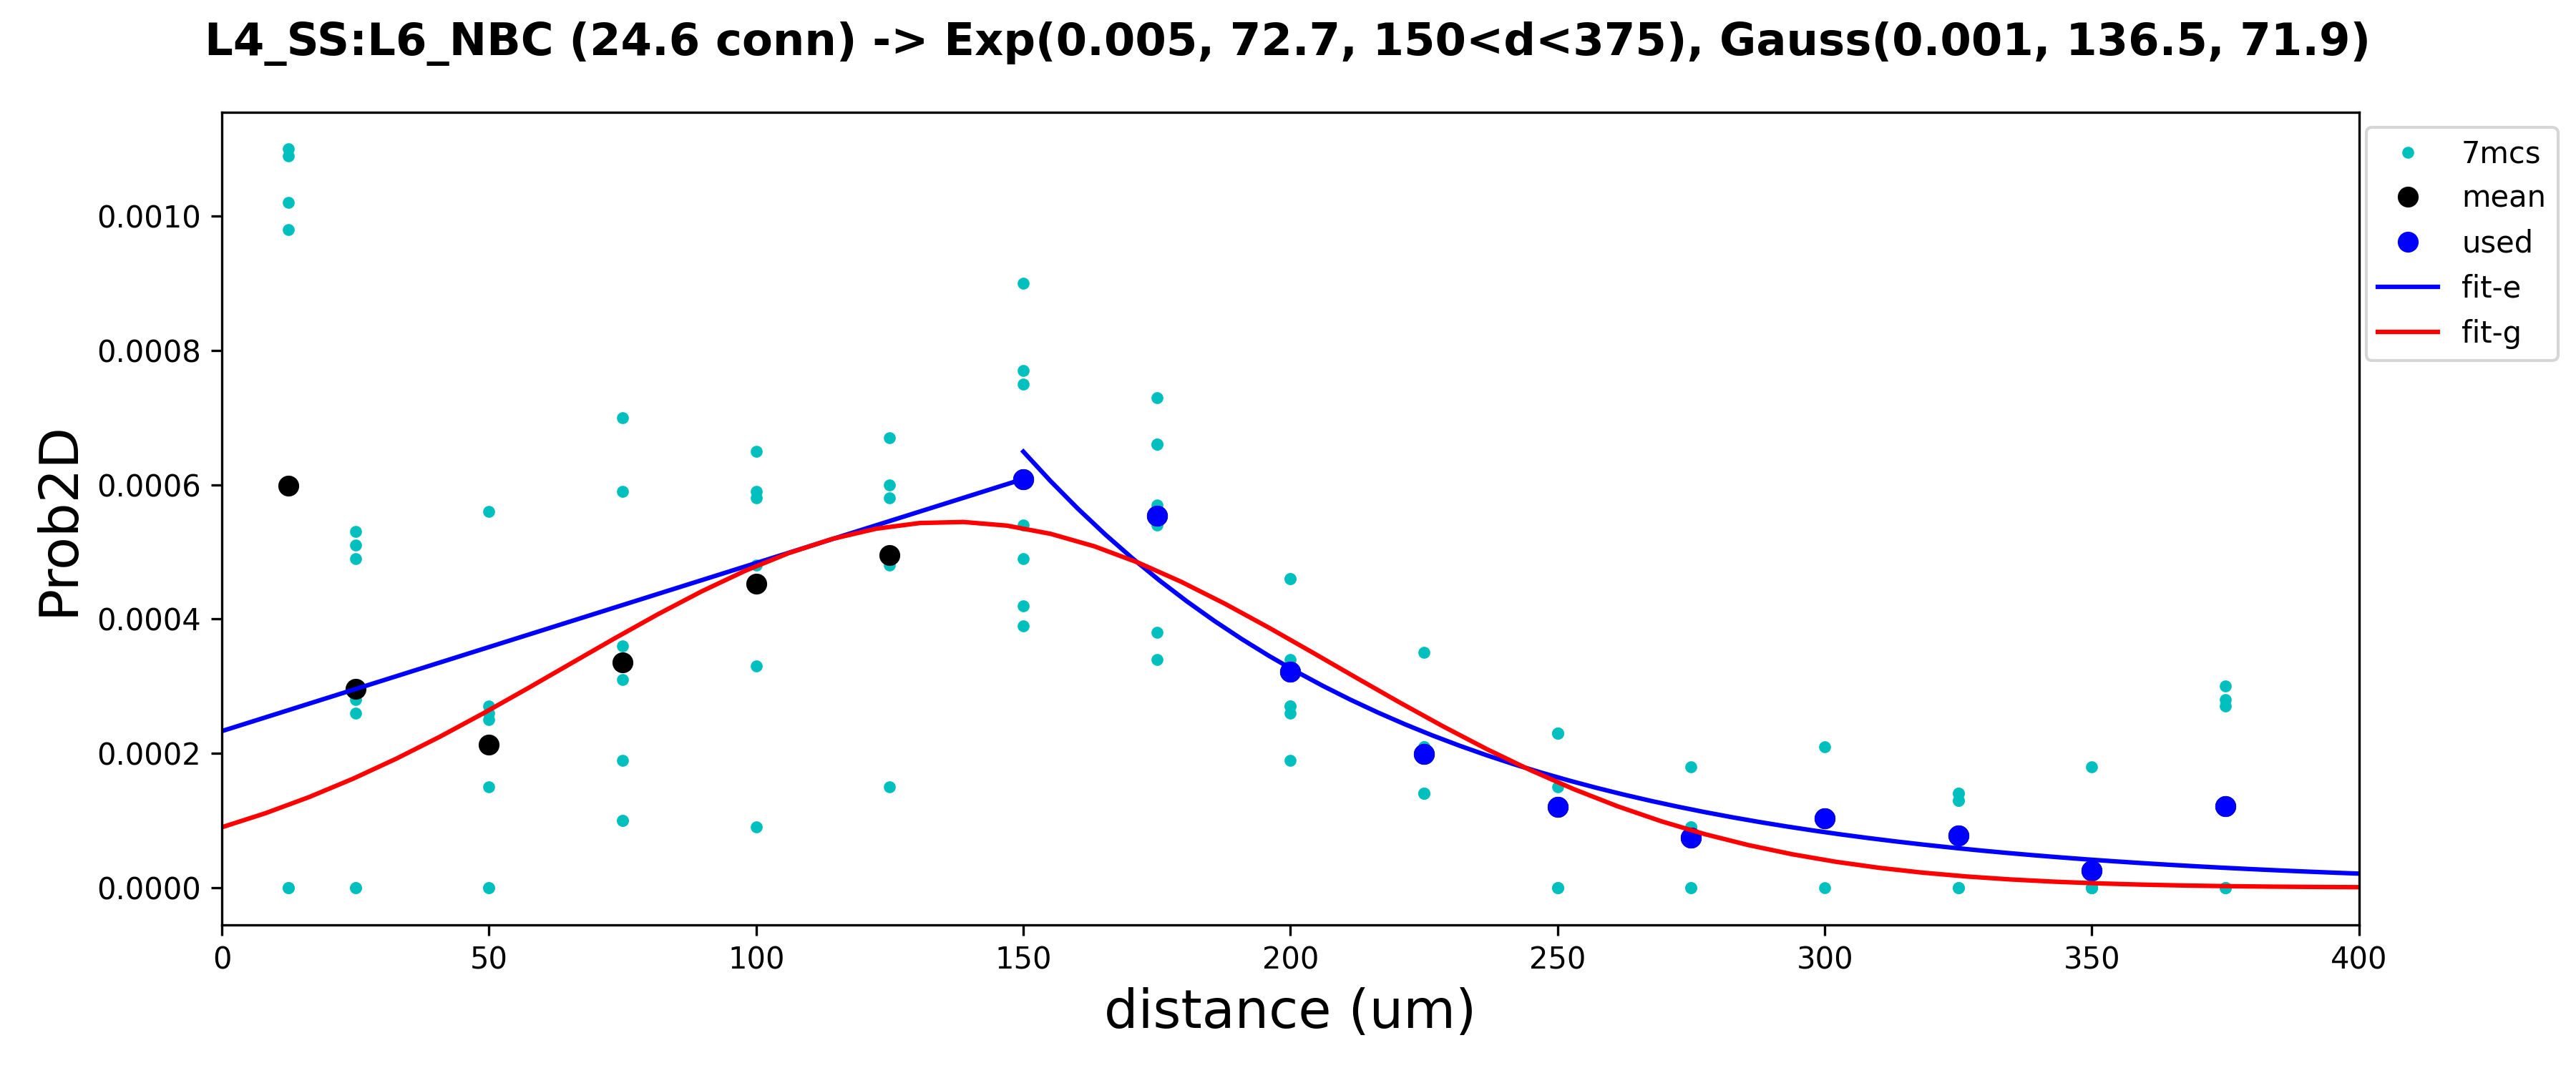 L4_SS:L6_NBC (24.6 conn) -> Exp(0.005, 72.7, 150<d<375), Gauss(0.001, 136.5, 71.9)
7mcs
mean
used
fit-e
fit-g
Prob2D
0.0010
0.0008
0.0006
0.0004
0.0002
0.0000
0 50 100 150 200 250 300 350 400
distance (um)